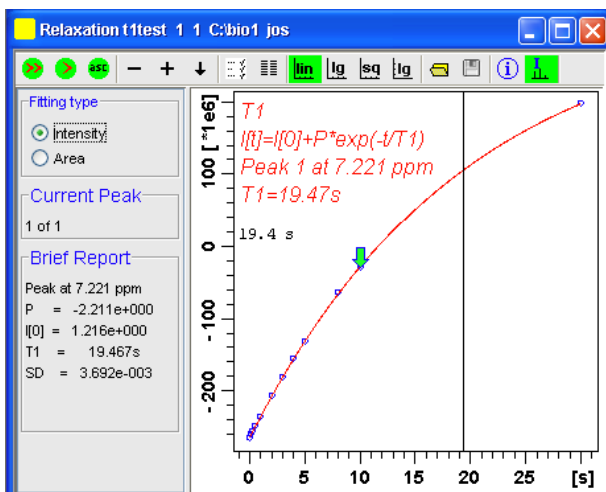 Relaxation t1test 1 1 C:\bio1 jos
asc lin lg sq lg
Fitting type
Intensity
Area
Current Peak
1 of 1
Brief Report
Peak at 7.221 ppm
P = -2.211e+000
I[0] = 1.216e+000
T1 = 19.467s
SD = 3.692e-003
[ *1e6]
100
0
- 100
- 200
T1
I[t]=I[0]+P*exp(-t/T1)
Peak 1 at 7.221 ppm
T1=19.47s
19.4 s
0 5 10 15 20 25 [s]